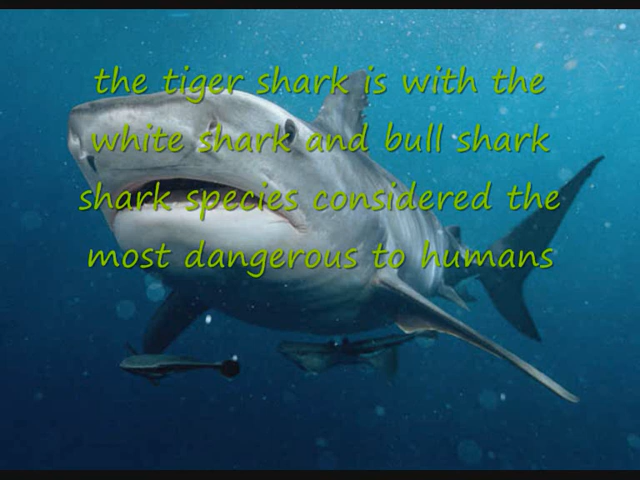 the tiger shark is with the
white shark and bull shark
shark species considered the
most dangerous to humans